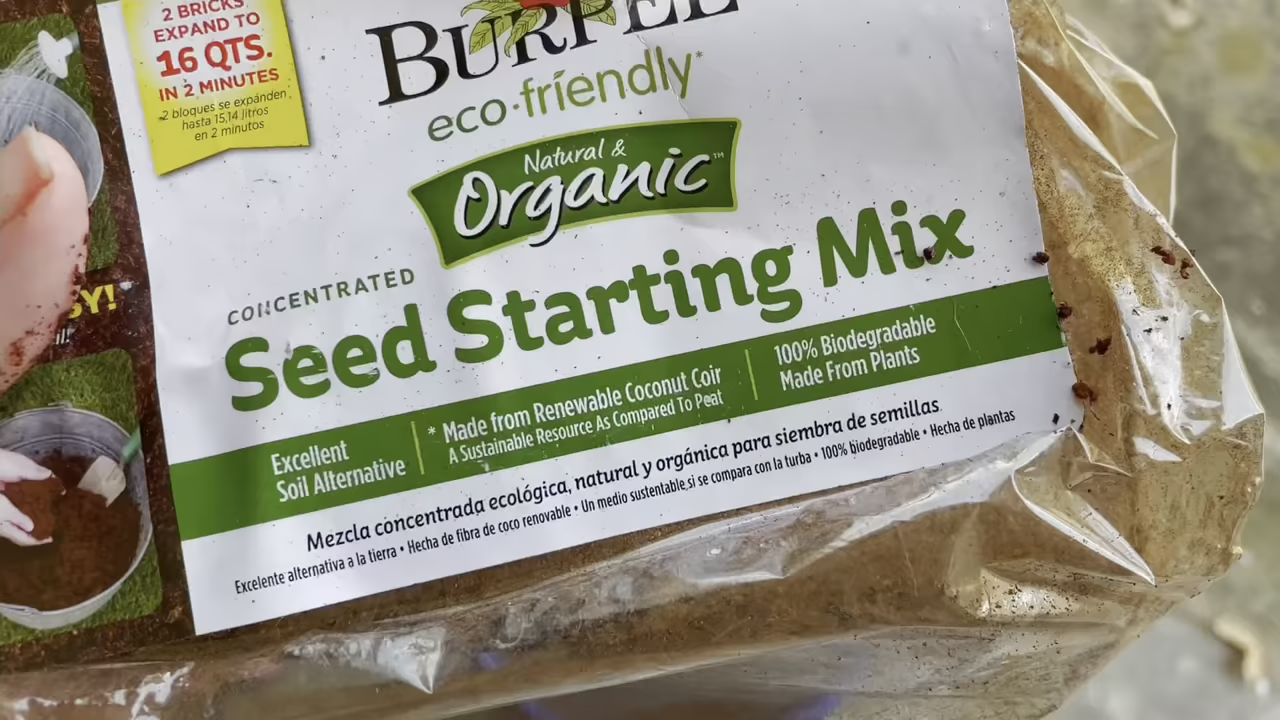 2 BRICKS
EXPAND TO
16 QTS.
IN 2 MINUTES
2 bloques se expanden
hasta 15,14 litros
en 2 minutos
BURPEE
eco·friendly*
Natural &
Organic™
CONCENTRATED
Seed Starting Mix
Excellent
Soil Alternative
* Made from Renewable Coconut Coir
A Sustainable Resource As Compared To Peat
100% Biodegradable
Made From Plants
Mezcla concentrada ecológica, natural y orgánica para siembra de semillas.
Excelente alternativa a la tierra • Hecha de fibra de coco renovable • Un medio sustentable si se compara con la turba • 100% biodegradable • Hecha de plantas